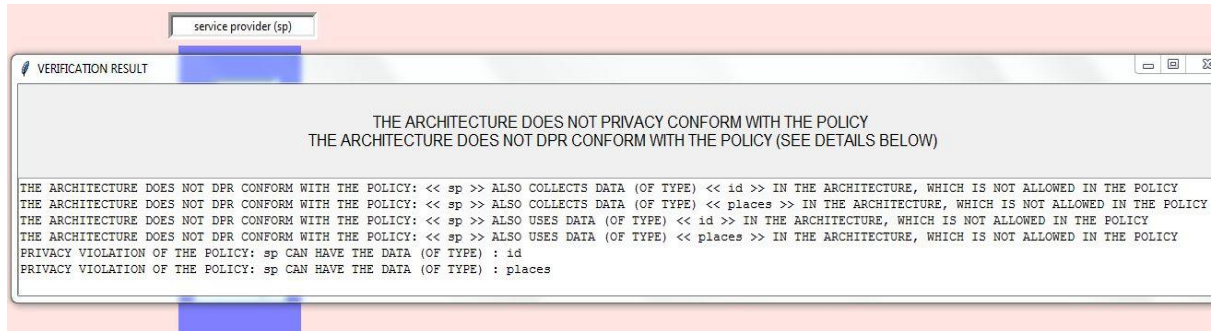 service provider (sp)
VERIFICATION RESULT
THE ARCHITECTURE DOES NOT PRIVACY CONFORM WITH THE POLICY
THE ARCHITECTURE DOES NOT DPR CONFORM WITH THE POLICY (SEE DETAILS BELOW)
THE ARCHITECTURE DOES NOT DPR CONFORM WITH THE POLICY: << sp >> ALSO COLLECTS DATA (OF TYPE) << id >> IN THE ARCHITECTURE, WHICH IS NOT ALLOWED IN THE POLICY
THE ARCHITECTURE DOES NOT DPR CONFORM WITH THE POLICY: << sp >> ALSO COLLECTS DATA (OF TYPE) << places >> IN THE ARCHITECTURE, WHICH IS NOT ALLOWED IN THE POLICY
THE ARCHITECTURE DOES NOT DPR CONFORM WITH THE POLICY: << sp >> ALSO USES DATA (OF TYPE) << id >> IN THE ARCHITECTURE, WHICH IS NOT ALLOWED IN THE POLICY
THE ARCHITECTURE DOES NOT DPR CONFORM WITH THE POLICY: << sp >> ALSO USES DATA (OF TYPE) << places >> IN THE ARCHITECTURE, WHICH IS NOT ALLOWED IN THE POLICY
PRIVACY VIOLATION OF THE POLICY: sp CAN HAVE THE DATA (OF TYPE) : id
PRIVACY VIOLATION OF THE POLICY: sp CAN HAVE THE DATA (OF TYPE) : places